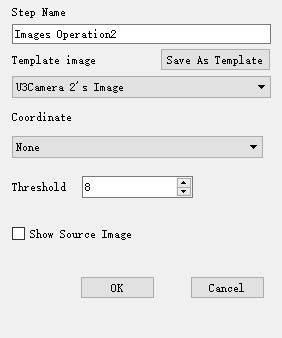 Step Name
Images Operation2
Template image
Save As Template
U3Camera 2's Image
Coordinate
None
Threshold
8
Show Source Image
OK
Cancel